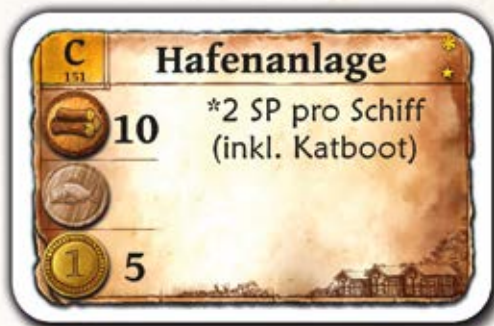 C
151
Hafenanlage
*2 SP pro Schiff
(inkl. Katboot)
10
1
5